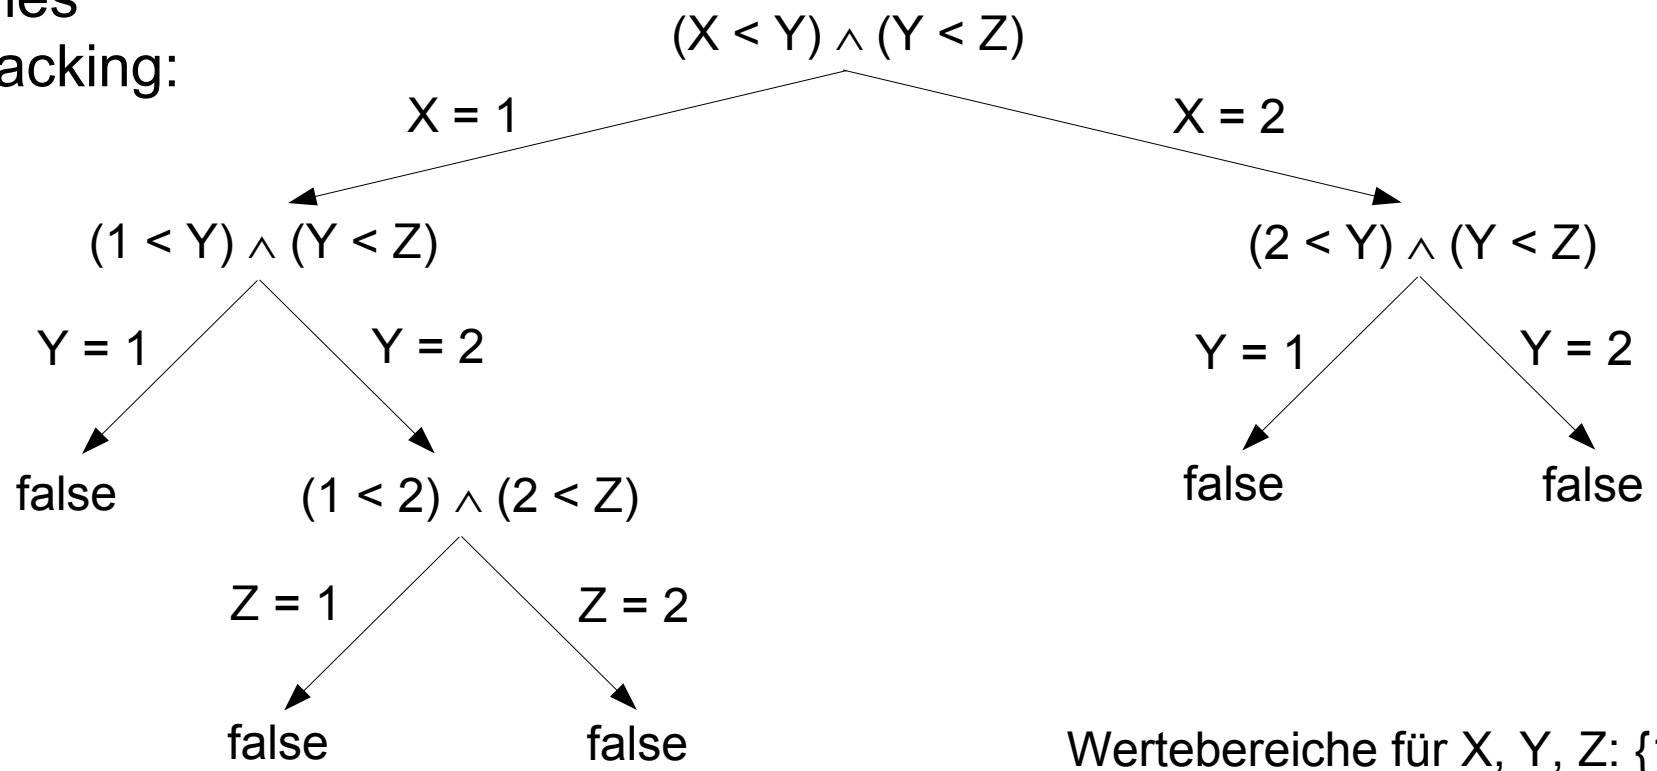 acking:
(X < Y) ∧ (Y < Z)
X = 1
X = 2
(1 < Y) ∧ (Y < Z)
(2 < Y) ∧ (Y < Z)
Y = 1
Y = 2
Y = 1
Y = 2
false
(1 < 2) ∧ (2 < Z)
false
false
Z = 1
Z = 2
false
false
Wertebereiche für X, Y, Z: {